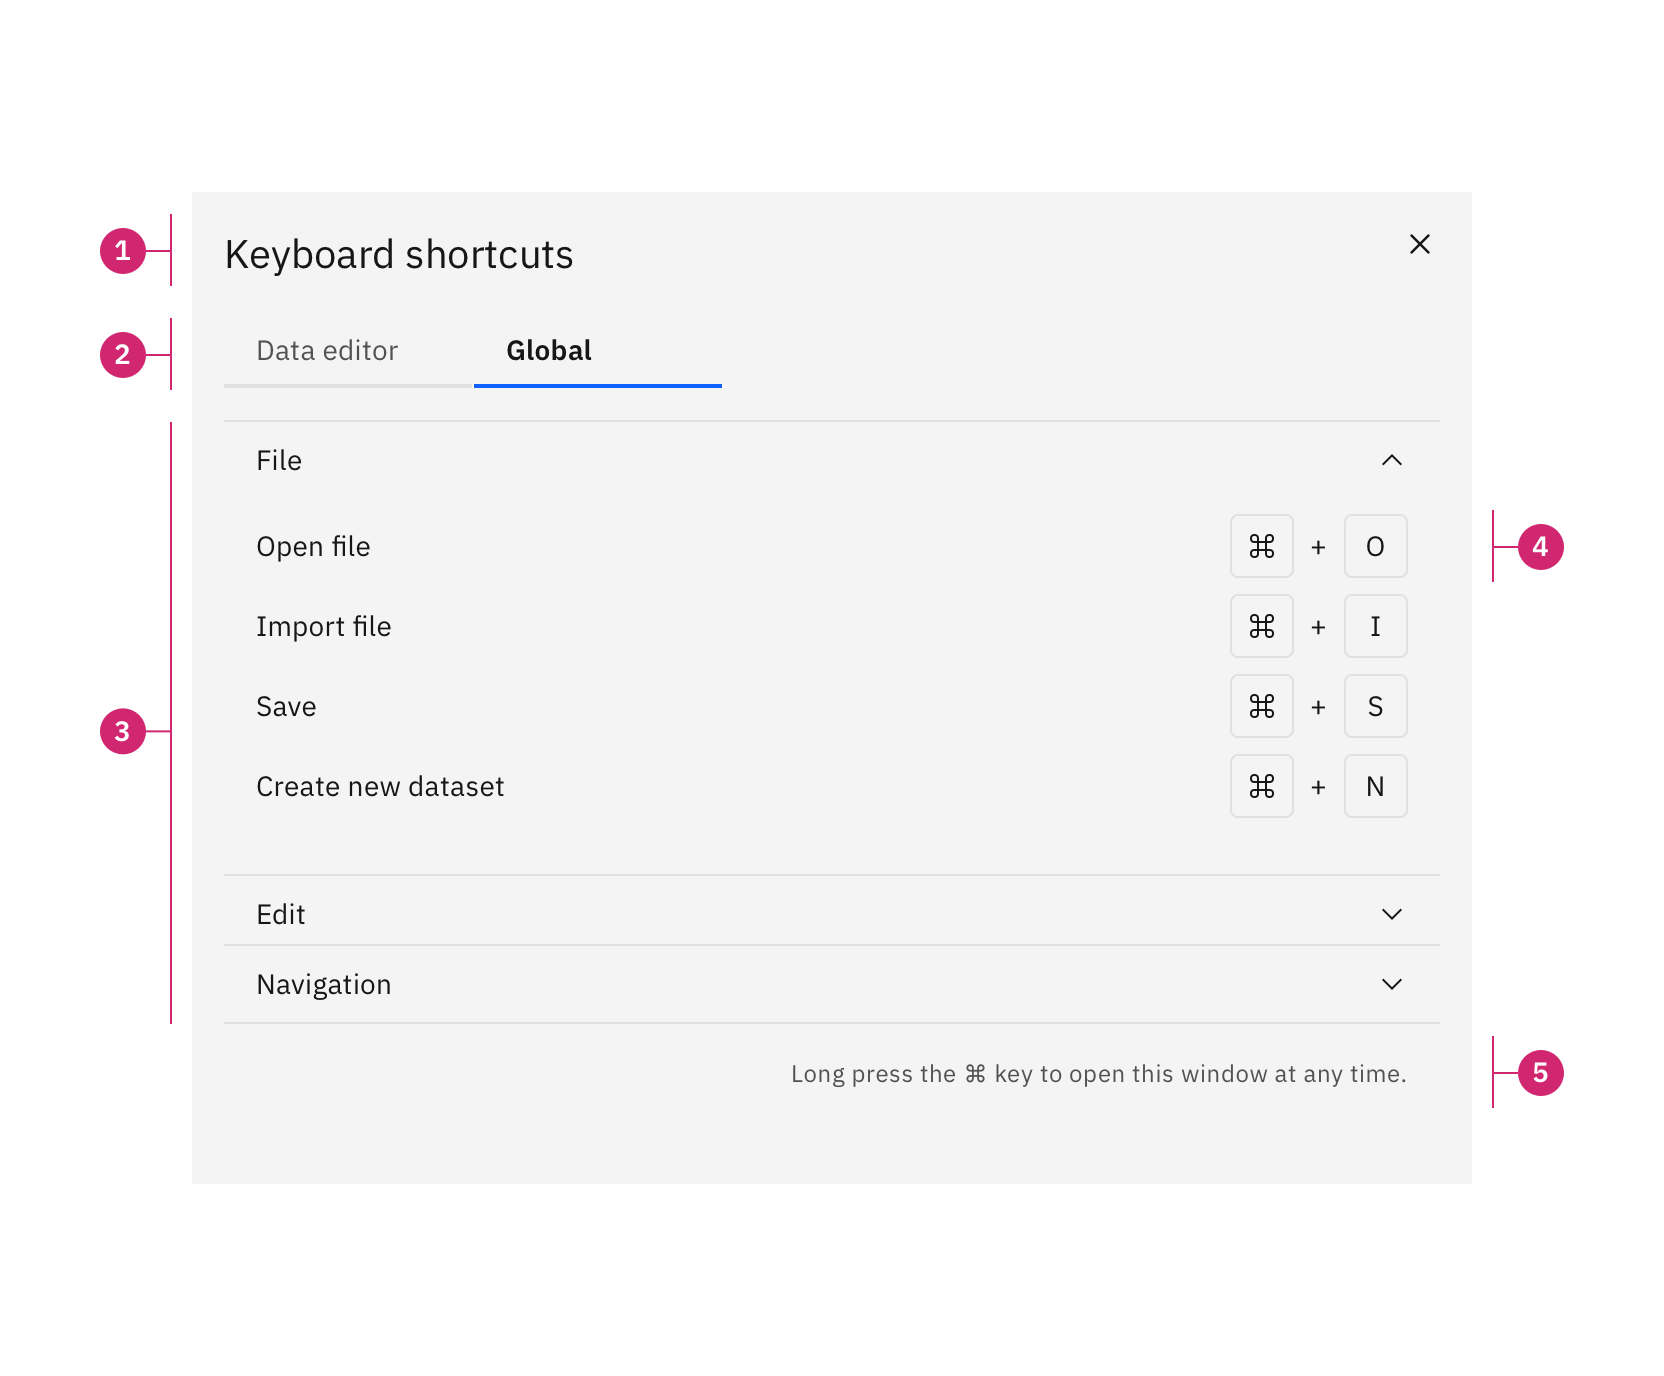 1 Keyboard shortcuts
2 Data editor Global
File
Open file ⌘ + O 4
Import file ⌘ + I
Save ⌘ + S
3
Create new dataset ⌘ + N
Edit
Navigation
Long press the ⌘ key to open this window at any time. 5